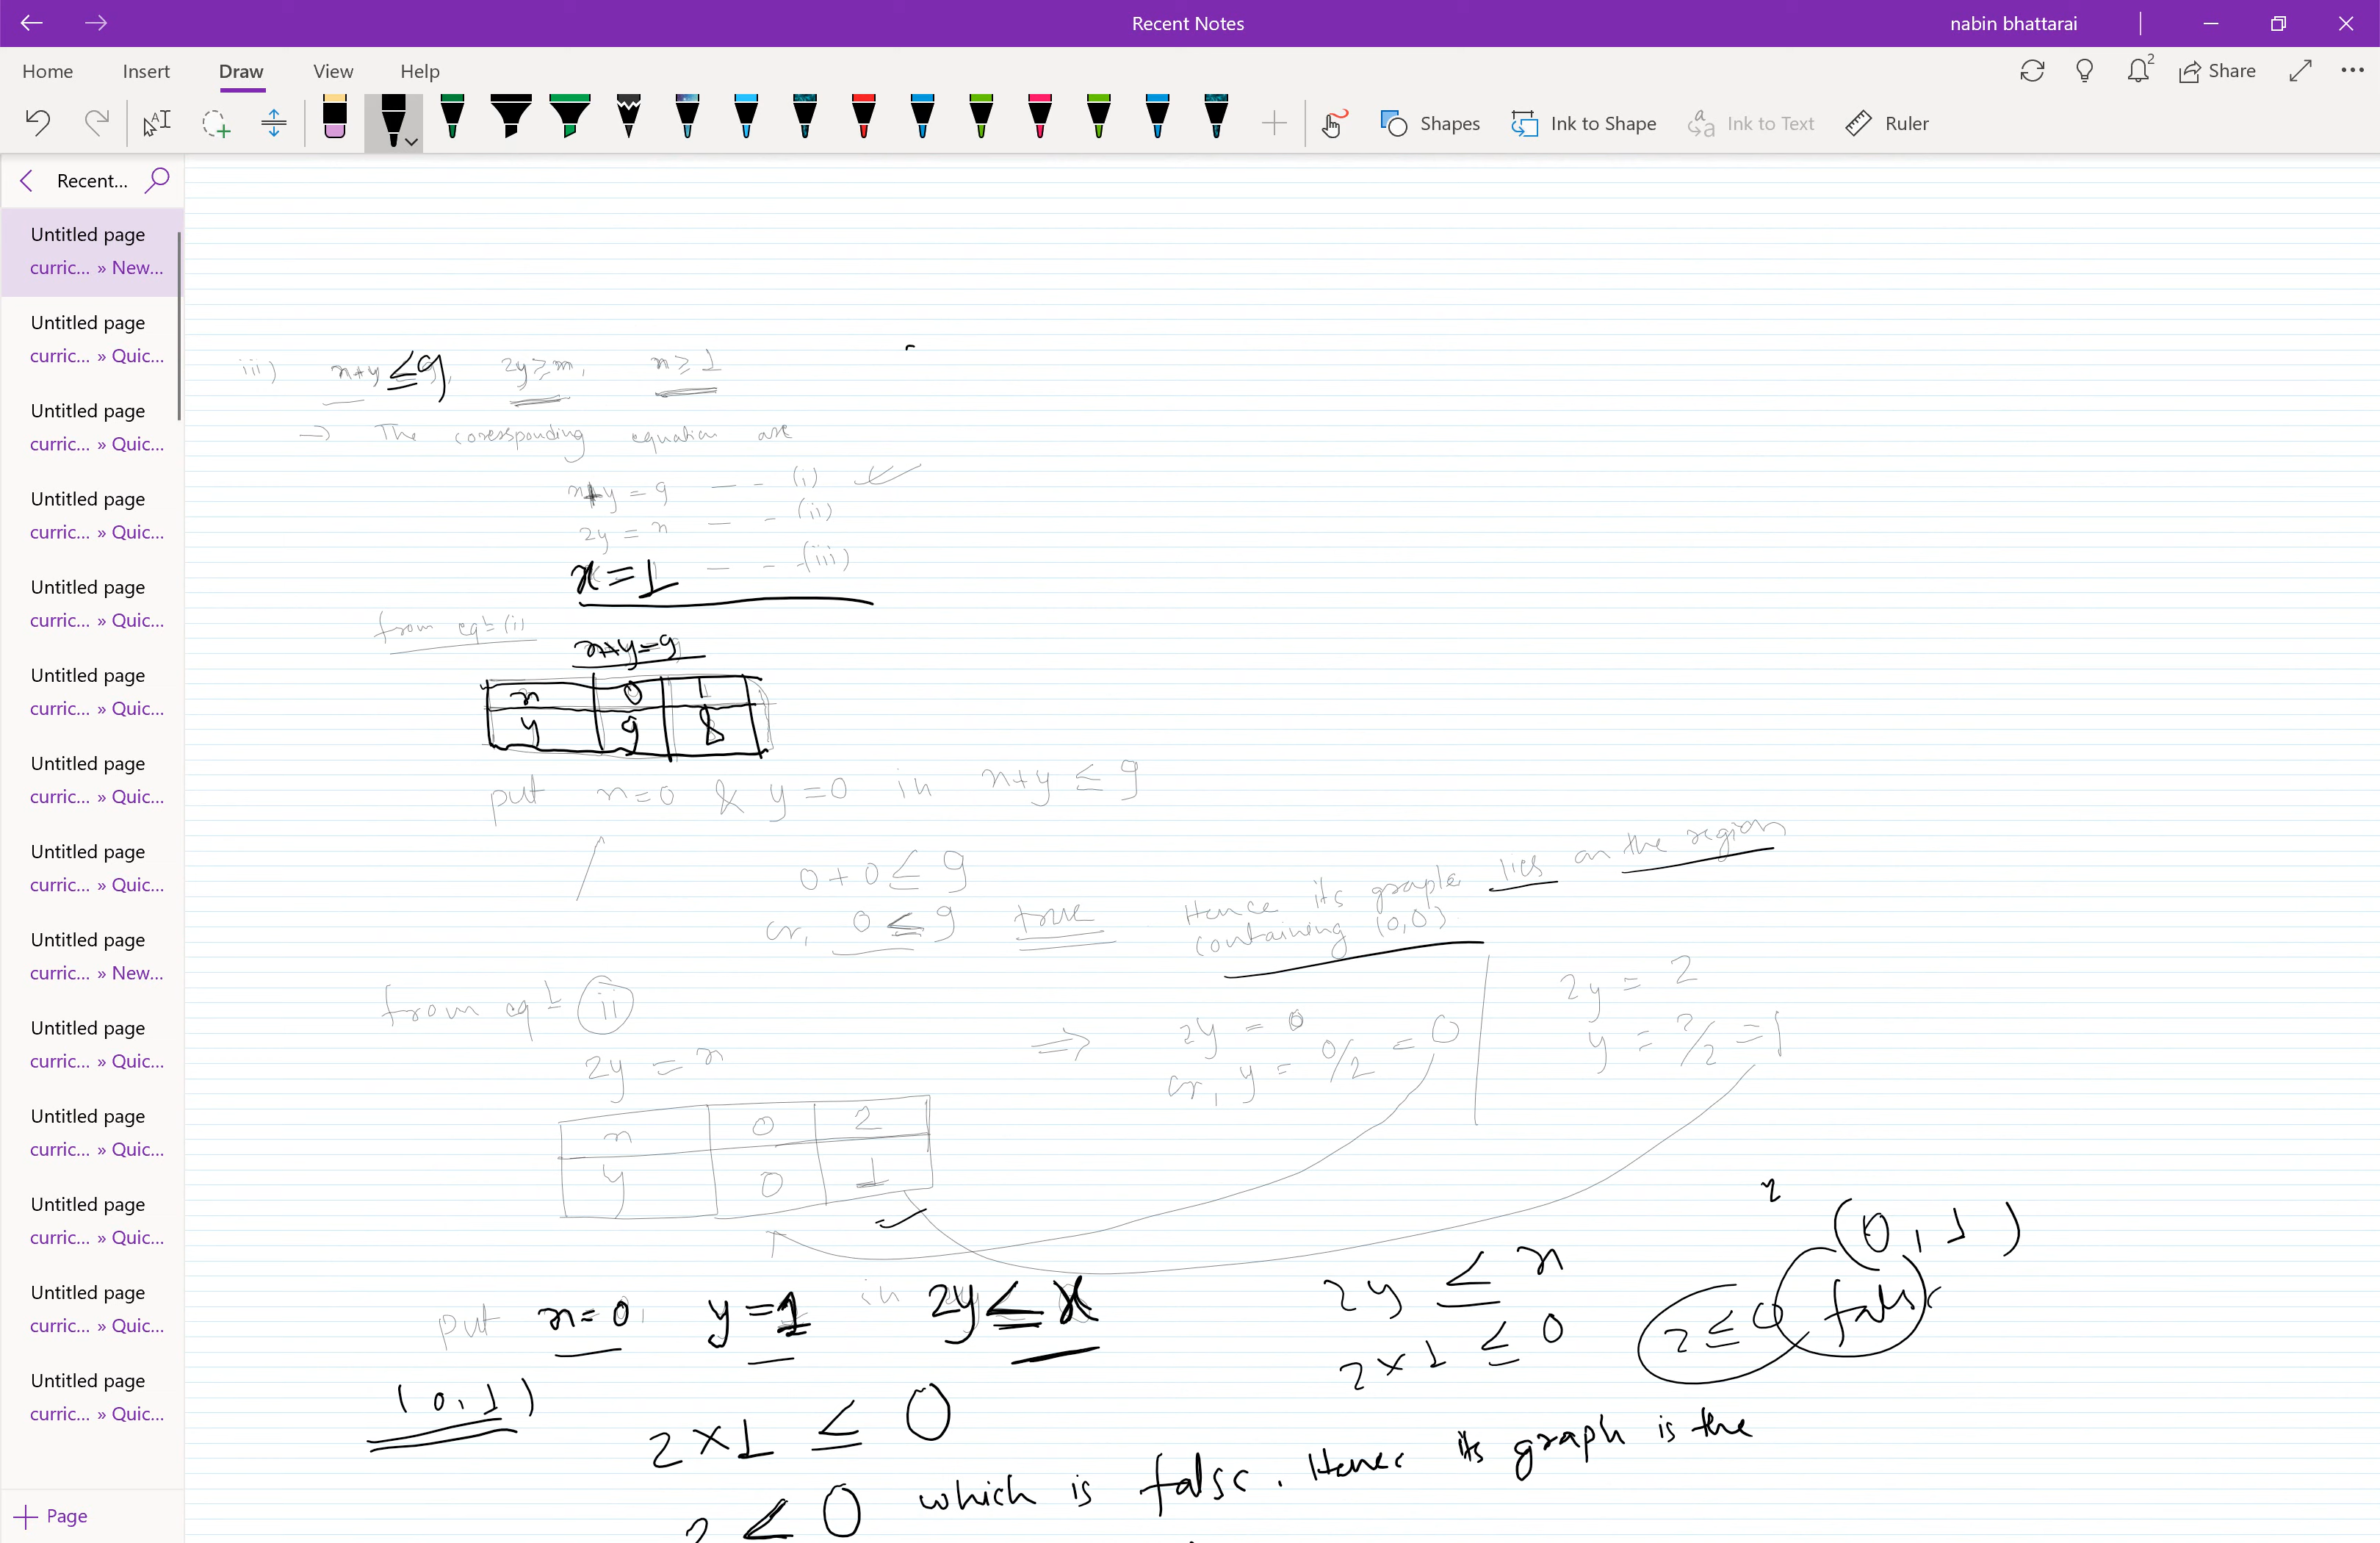 Recent Notes
nabin bhattarai
Home Insert Draw View Help
2 Share
Shapes Ink to Shape Ink to Text Ruler
Recent...
Untitled page
curric... » New...
Untitled page
curric... » Quic...
Untitled page
curric... » Quic...
Untitled page
curric... » Quic...
Untitled page
curric... » Quic...
Untitled page
curric... » Quic...
Untitled page
curric... » Quic...
Untitled page
curric... » Quic...
Untitled page
curric... » New...
Untitled page
curric... » Quic...
Untitled page
curric... » Quic...
Untitled page
curric... » Quic...
Untitled page
curric... » Quic...
Untitled page
curric... » Quic...
+ Page
iii) x+y ≤ 9, 2y ≥ x, x ≥ 1
→ The coressponding equation are
x+y = 9 - - (i)
2y = x - - (ii)
x = 1 - - (iii)
from eqn (i)
x+y=9
x 0 1
y 9 8
put x=0 & y=0 in x+y ≤ 9
0+0 ≤ 9
or, 0 ≤ 9 true Hence its graph lies on the region
containing (0,0)
from eqn (ii)
2y = x
⇒ 2y = 0
or, y = 0/2 = 0
2y = 2
y = 2/2 = 1
x 0 2
y 0 1
put x=0, y=1 in 2y ≤ x
(0,1)
2×1 ≤ 0
2 ≤ 0 which is false. Hence its graph is the
2y ≤ x
2×1 ≤ 0
2 ≤ 0 false
(0,1)